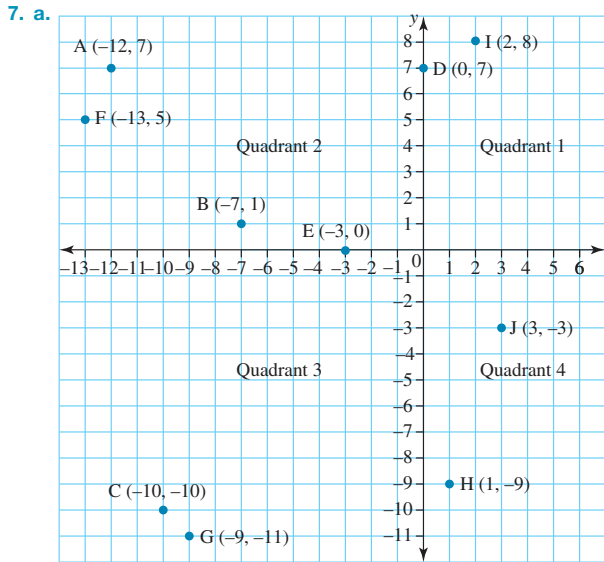 7. a.
y
8
I (2, 8)
A (–12, 7)
7
D (0, 7)
6
F (–13, 5)
5
Quadrant 2
4
Quadrant 1
3
2
B (–7, 1)
1
E (–3, 0)
–13 –12 –11 –10 –9 –8 –7 –6 –5 –4 –3 –2 –1 0 1 2 3 4 5 6
–1
–2
–3
J (3, –3)
–4
Quadrant 3
Quadrant 4
–5
–6
–7
–8
–9
H (1, –9)
C (–10, –10)
–10
G (–9, –11)
–11